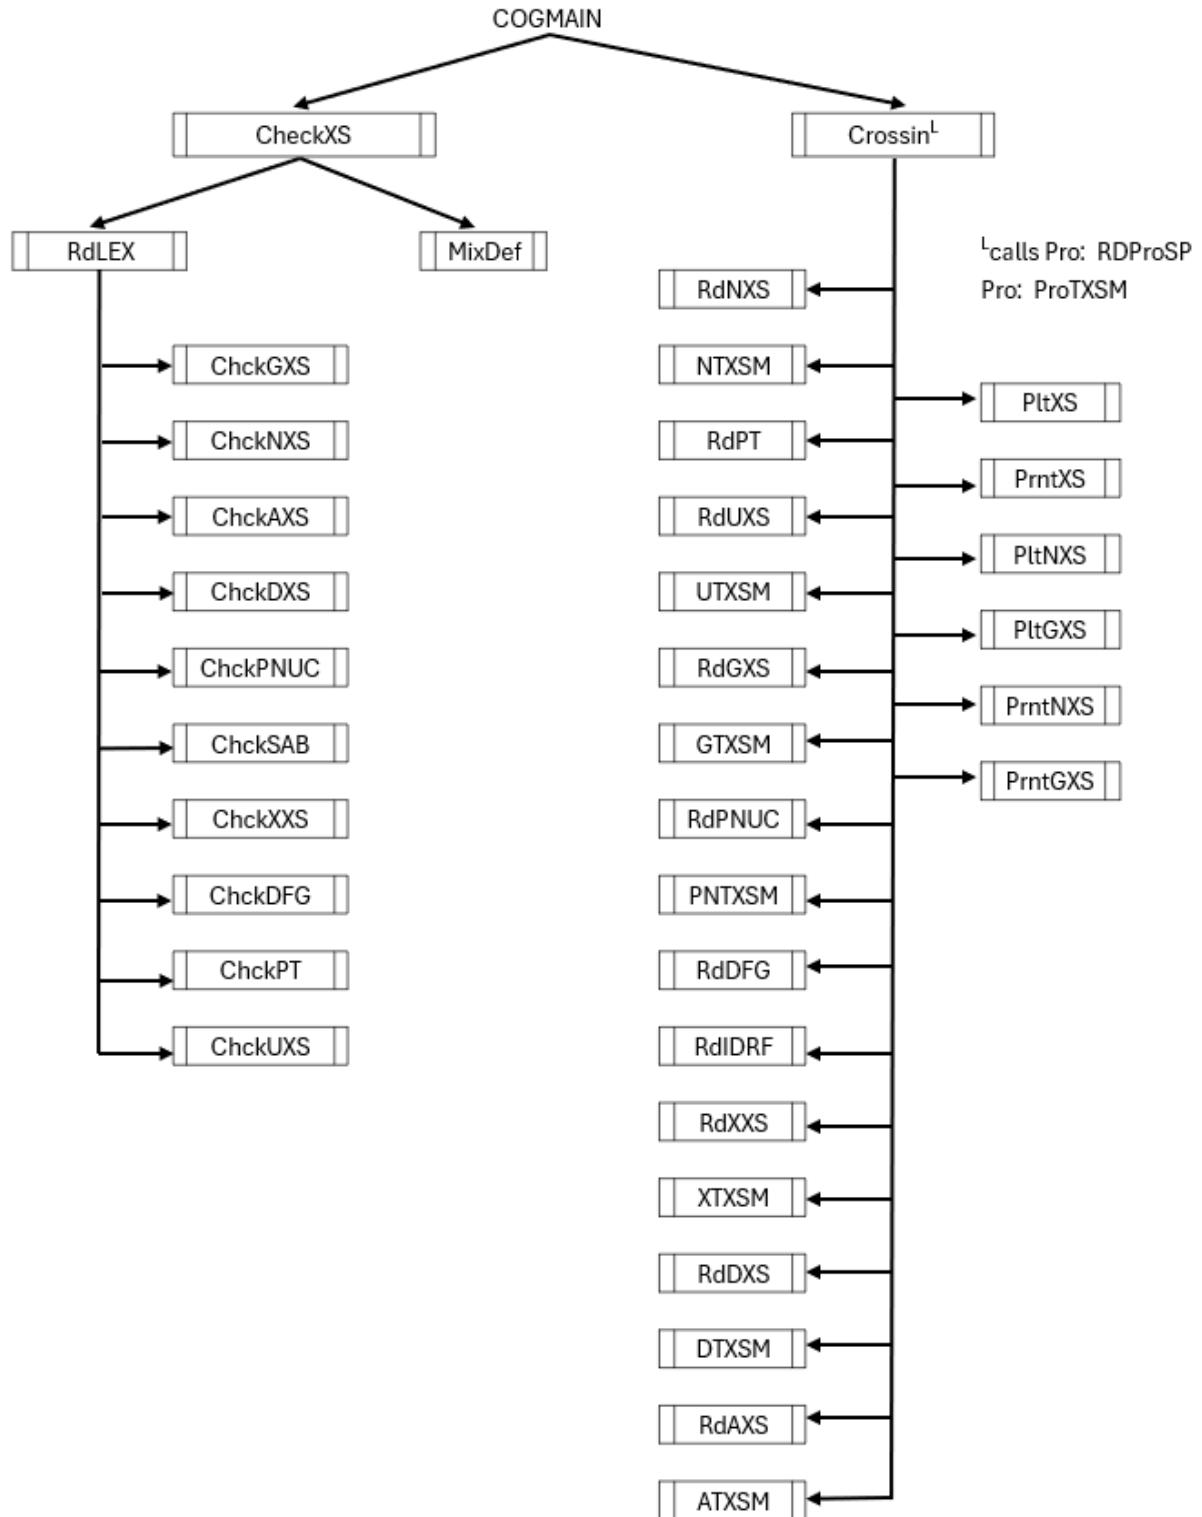 COGMAIN
CheckXS
Crossin^L
RdLEX
MixDef
ChckGXS
ChckNXS
ChckAXS
ChckDXS
ChckPNUC
ChckSAB
ChckXXS
ChckDFG
ChckPT
ChckUXS
RdNXS
NTXSM
RdPT
RdUXS
UTXSM
RdGXS
GTXSM
RdPNUC
PNTXSM
RdDFG
RdIDRF
RdXXS
XTXSM
RdDXS
DTXSM
RdAXS
ATXSM
^Lcalls Pro: RDProSP
Pro: ProTXSM
PltXS
PrntXS
PltNXS
PltGXS
PrntNXS
PrntGXS